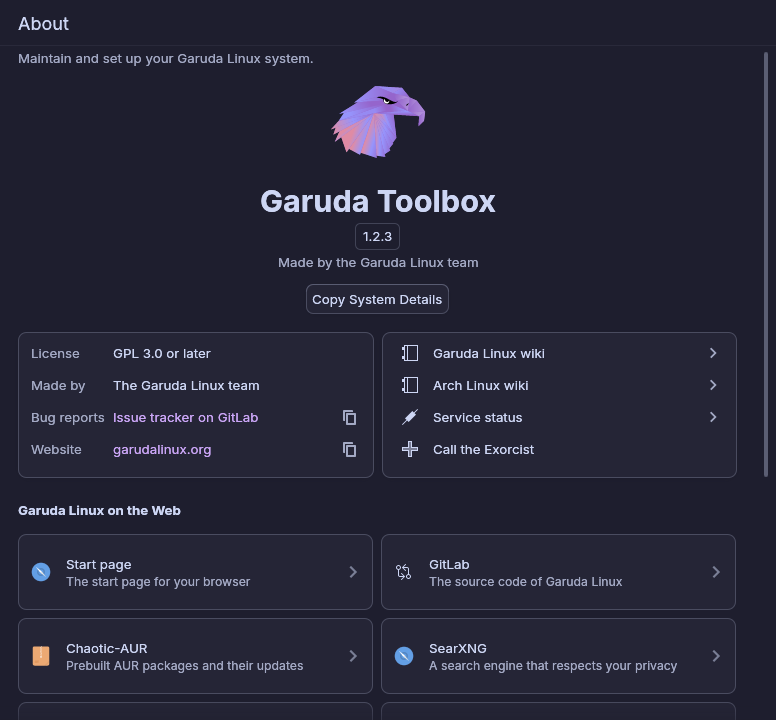 About
Maintain and set up your Garuda Linux system.
Garuda Toolbox
1.2.3
Made by the Garuda Linux team
Copy System Details
License GPL 3.0 or later
Made by The Garuda Linux team
Bug reports Issue tracker on GitLab
Website garudalinux.org
Garuda Linux wiki
Arch Linux wiki
Service status
Call the Exorcist
Garuda Linux on the Web
Start page
The start page for your browser
GitLab
The source code of Garuda Linux
Chaotic-AUR
Prebuilt AUR packages and their updates
SearXNG
A search engine that respects your privacy